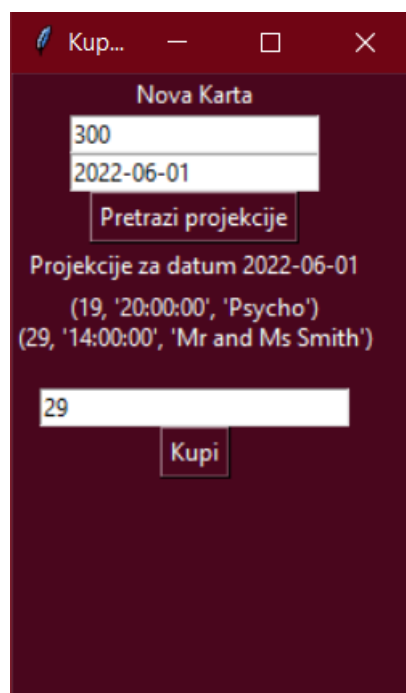 Kup...
Nova Karta
300
2022-06-01
Pretrazi projekcije
Projekcije za datum 2022-06-01
(19, '20:00:00', 'Psycho')
(29, '14:00:00', 'Mr and Ms Smith')
29
Kupi